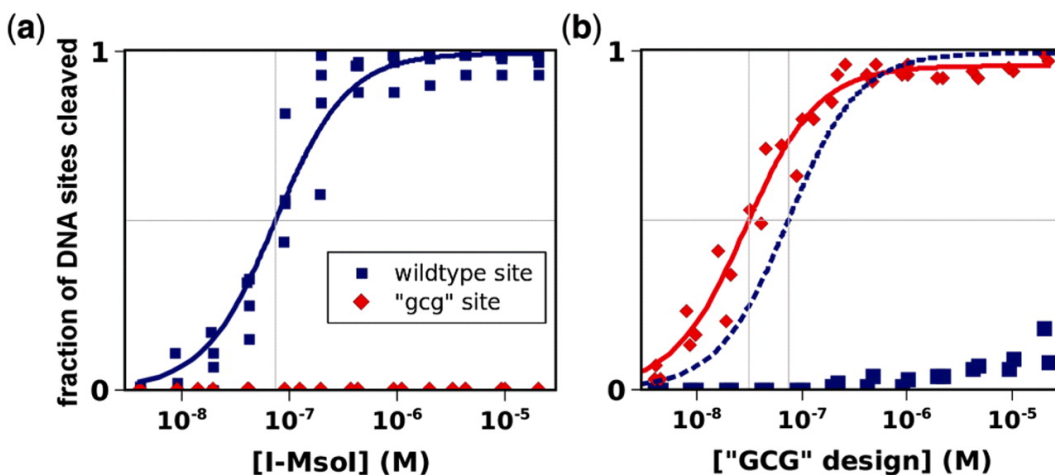 (a)
(b)
fraction of DNA sites cleaved
1
0
wildtype site
"gcg" site
10-8
10-7
10-6
10-5
[I-MsoI] (M)
1
0
10-8
10-7
10-6
10-5
["GCG" design] (M)